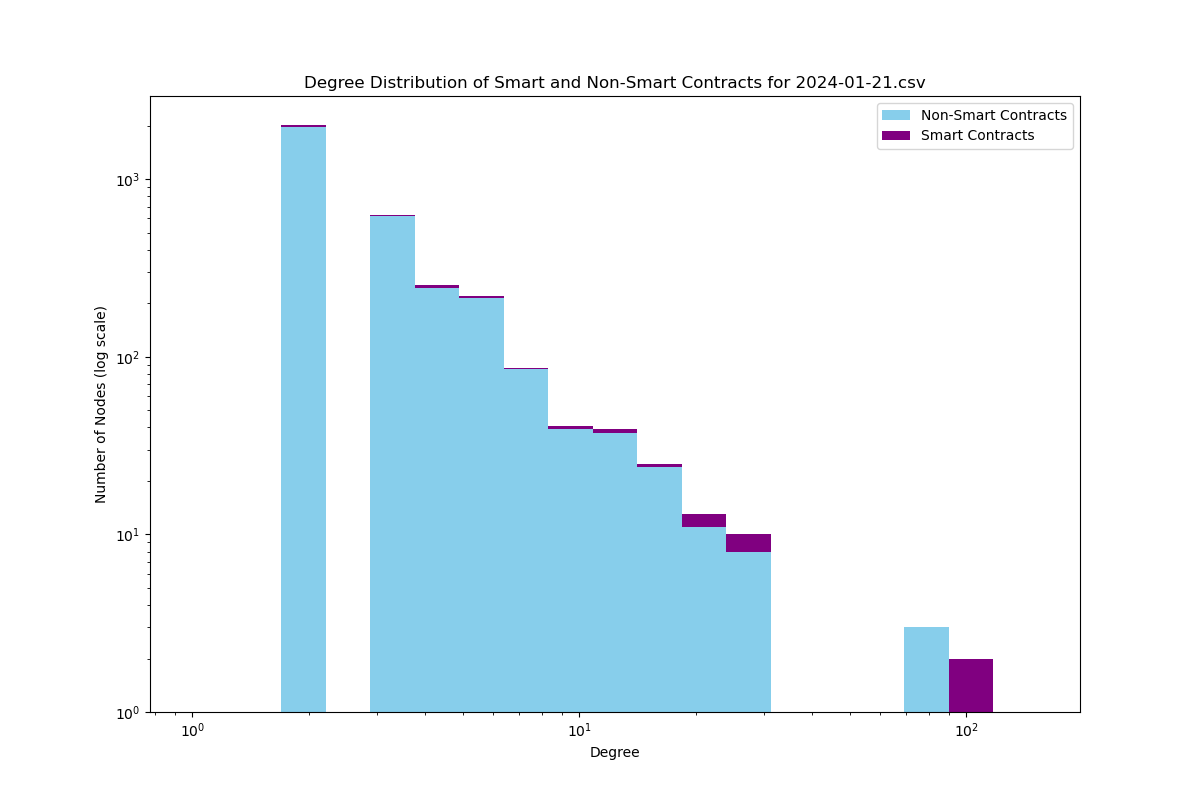 Degree Distribution of Smart and Non-Smart Contracts for 2024-01-21.csv
Non-Smart Contracts
Smart Contracts
Number of Nodes (log scale)
10³
10²
10¹
10⁰
10⁰ 10¹ 10²
Degree